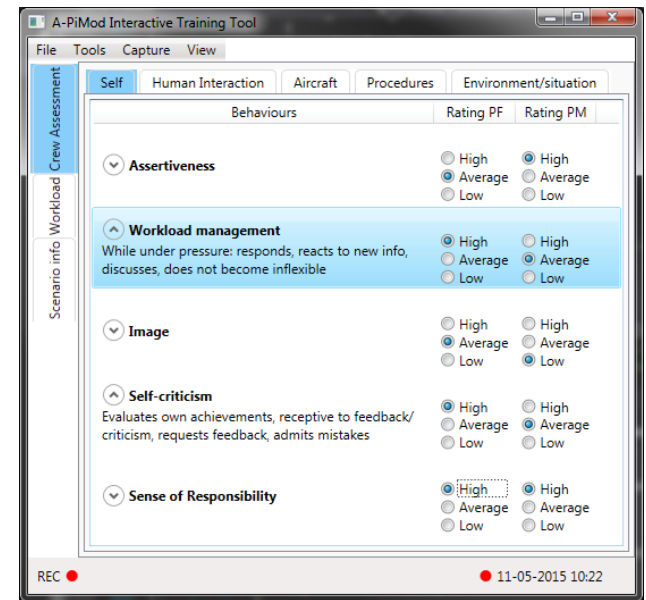 A-PiMod Interactive Training Tool
File Tools Capture View
Crew Assessment
Workload
Scenario info
Self Human Interaction Aircraft Procedures Environment/situation
Behaviours Rating PF Rating PM
Assertiveness
High High
Average Average
Low Low
Workload management
While under pressure: responds, reacts to new info,
discusses, does not become inflexible
High High
Average Average
Low Low
Image
High High
Average Average
Low Low
Self-criticism
Evaluates own achievements, receptive to feedback/
criticism, requests feedback, admits mistakes
High High
Average Average
Low Low
Sense of Responsibility
High High
Average Average
Low Low
REC 11-05-2015 10:22